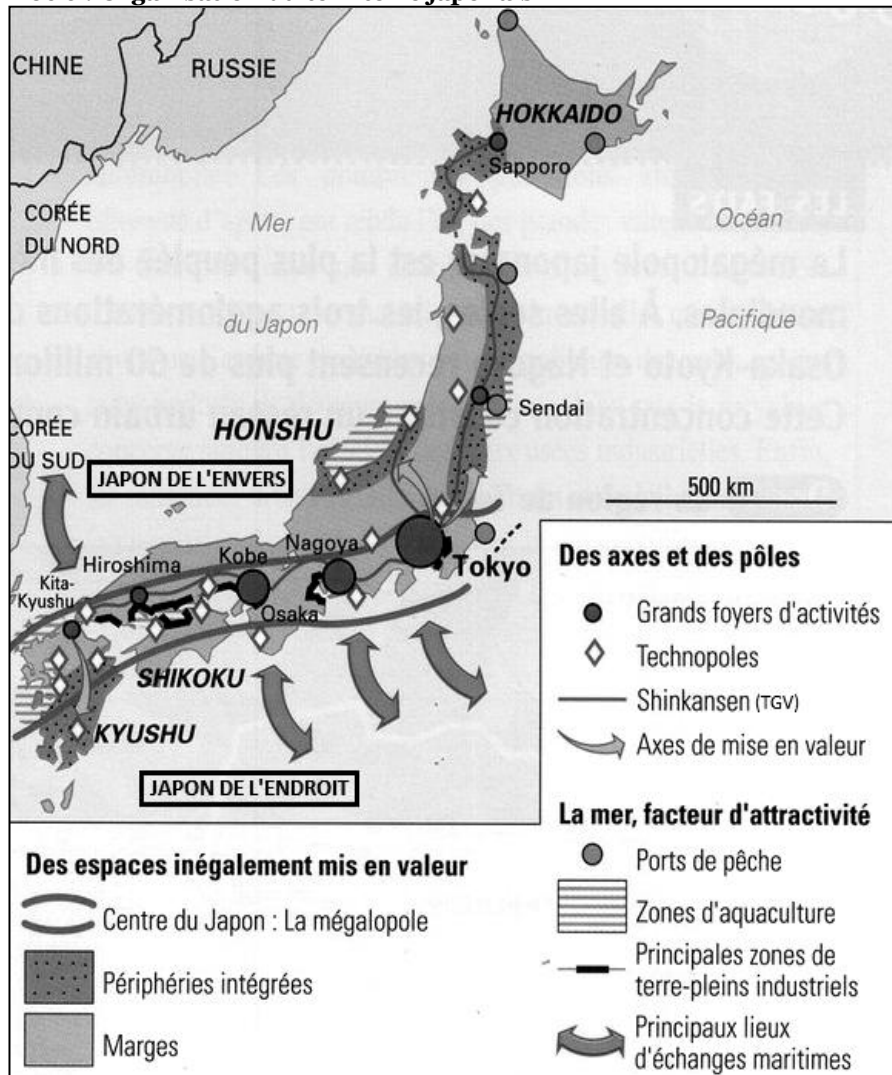 CHINE
RUSSIE
HOKKAIDO
Sapporo
CORÉE
DU NORD
Mer
du Japon
Océan
Pacifique
Sendai
HONSHU
CORÉE
DU SUD
JAPON DE L'ENVERS
500 km
Hiroshima
Kobe
Nagoya
Tokyo
Kita-
Kyushu
Osaka
SHIKOKU
KYUSHU
JAPON DE L'ENDROIT
Des axes et des pôles
Grands foyers d'activités
Technopoles
Shinkansen (TGV)
Axes de mise en valeur
La mer, facteur d'attractivité
Ports de pêche
Zones d'aquaculture
Principales zones de
terre-pleins industriels
Principaux lieux
d'échanges maritimes
Des espaces inégalement mis en valeur
Centre du Japon : La mégalopole
Périphéries intégrées
Marges